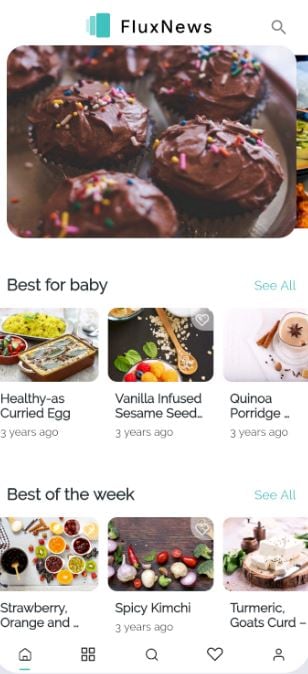 FluxNews
Best for baby
See All
Healthy-as
Curried Egg
3 years ago
Vanilla Infused
Sesame Seed...
3 years ago
Quinoa
Porridge ...
3 years ago
Best of the week
See All
Strawberry,
Orange and ...
Spicy Kimchi
3 years ago
Turmeric,
Goats Curd –